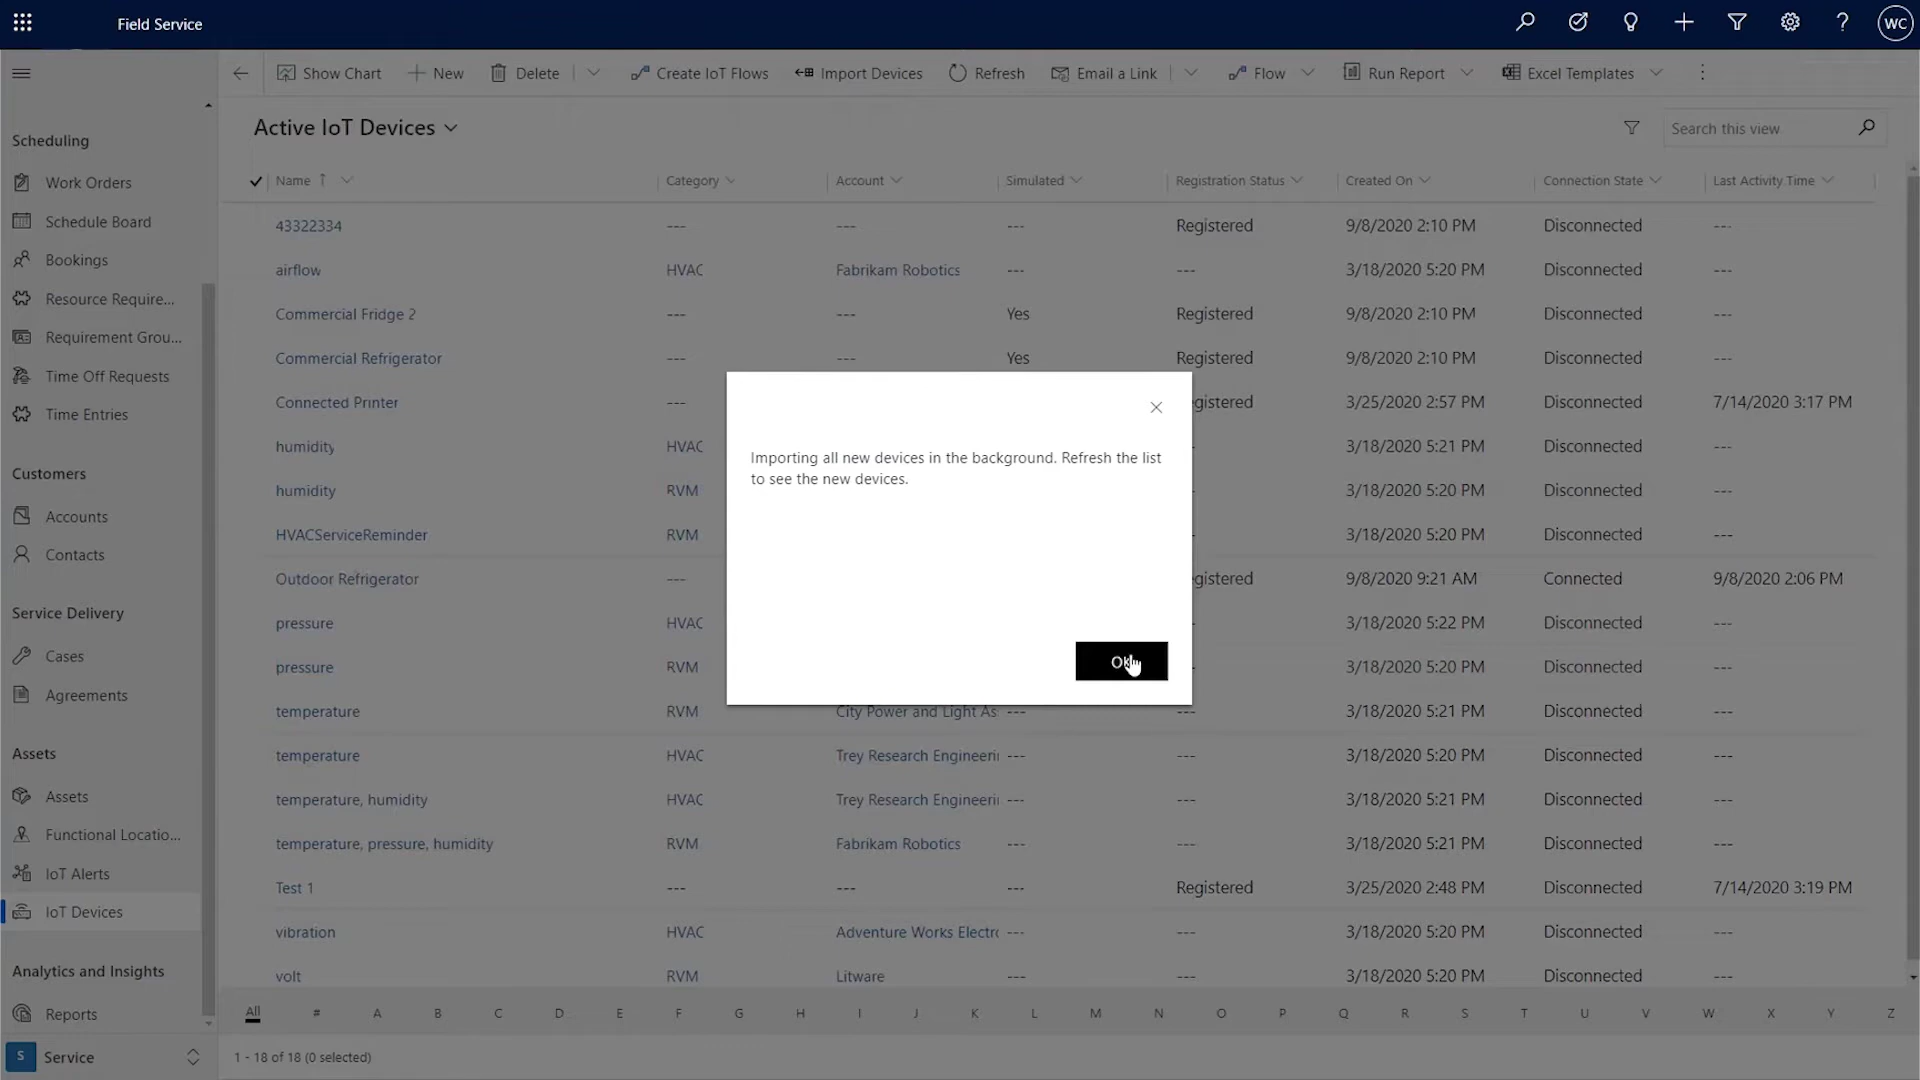 Field Service
WC
Show Chart New Delete Create IoT Flows Import Devices Refresh Email a Link Flow Run Report Excel Templates
Active IoT Devices
Search this view
Name Category Account Simulated Registration Status Created On Connection State Last Activity Time
43322334 --- --- --- Registered 9/8/2020 2:10 PM Disconnected ---
airflow HVAC Fabrikam Robotics --- --- 3/18/2020 5:20 PM Disconnected ---
Commercial Fridge 2 --- --- Yes Registered 9/8/2020 2:10 PM Disconnected ---
Commercial Refrigerator --- --- Yes Registered 9/8/2020 2:10 PM Disconnected ---
Connected Printer --- egistered 3/25/2020 2:57 PM Disconnected 7/14/2020 3:17 PM
humidity HVAC 3/18/2020 5:21 PM Disconnected ---
humidity RVM 3/18/2020 5:20 PM Disconnected ---
HVACServiceReminder RVM 3/18/2020 5:20 PM Disconnected ---
Outdoor Refrigerator --- egistered 9/8/2020 9:21 AM Connected 9/8/2020 2:06 PM
pressure HVAC 3/18/2020 5:22 PM Disconnected ---
pressure RVM 3/18/2020 5:20 PM Disconnected ---
temperature RVM City Power and Light As --- --- 3/18/2020 5:21 PM Disconnected ---
temperature HVAC Trey Research Engineeri --- --- 3/18/2020 5:20 PM Disconnected ---
temperature, humidity HVAC Trey Research Engineeri --- --- 3/18/2020 5:21 PM Disconnected ---
temperature, pressure, humidity RVM Fabrikam Robotics --- --- 3/18/2020 5:21 PM Disconnected ---
Test 1 --- --- --- Registered 3/25/2020 2:48 PM Disconnected 7/14/2020 3:19 PM
vibration HVAC Adventure Works Electro --- --- 3/18/2020 5:20 PM Disconnected ---
volt RVM Litware --- --- 3/18/2020 5:20 PM Disconnected ---
All # A B C D E F G H I J K L M N O P Q R S T U V W X Y Z
1 - 18 of 18 (0 selected)
Importing all new devices in the background. Refresh the list
to see the new devices.
OK
Scheduling
Work Orders
Schedule Board
Bookings
Resource Require...
Requirement Grou...
Time Off Requests
Time Entries
Customers
Accounts
Contacts
Service Delivery
Cases
Agreements
Assets
Assets
Functional Locatio...
IoT Alerts
IoT Devices
Analytics and Insights
Reports
S Service